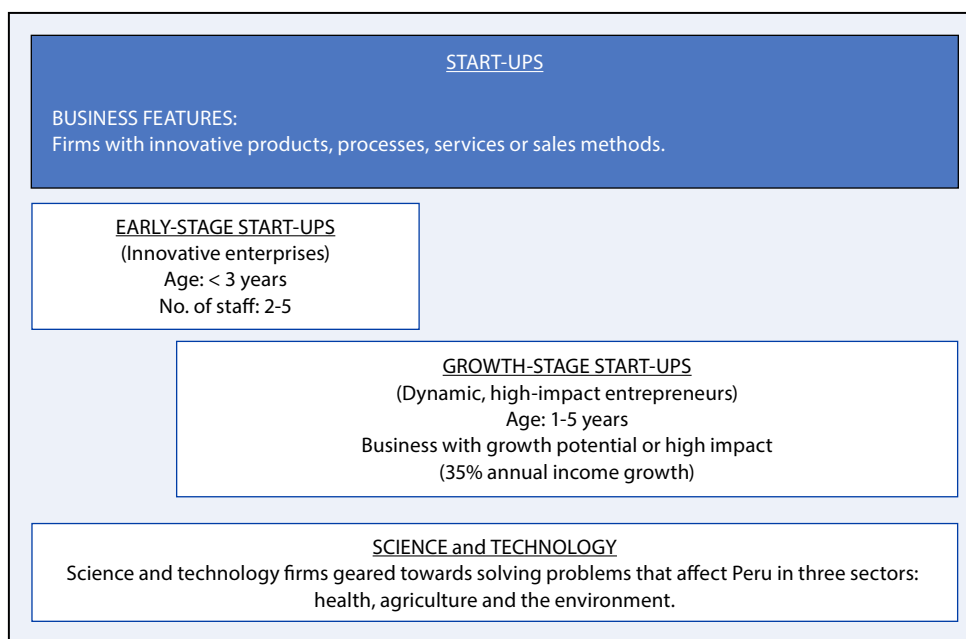 START-UPS
BUSINESS FEATURES:
Firms with innovative products, processes, services or sales methods.
EARLY-STAGE START-UPS
(Innovative enterprises)
Age: < 3 years
No. of staff: 2-5
GROWTH-STAGE START-UPS
(Dynamic, high-impact entrepreneurs)
Age: 1-5 years
Business with growth potential or high impact
(35% annual income growth)
SCIENCE and TECHNOLOGY
Science and technology firms geared towards solving problems that affect Peru in three sectors:
health, agriculture and the environment.